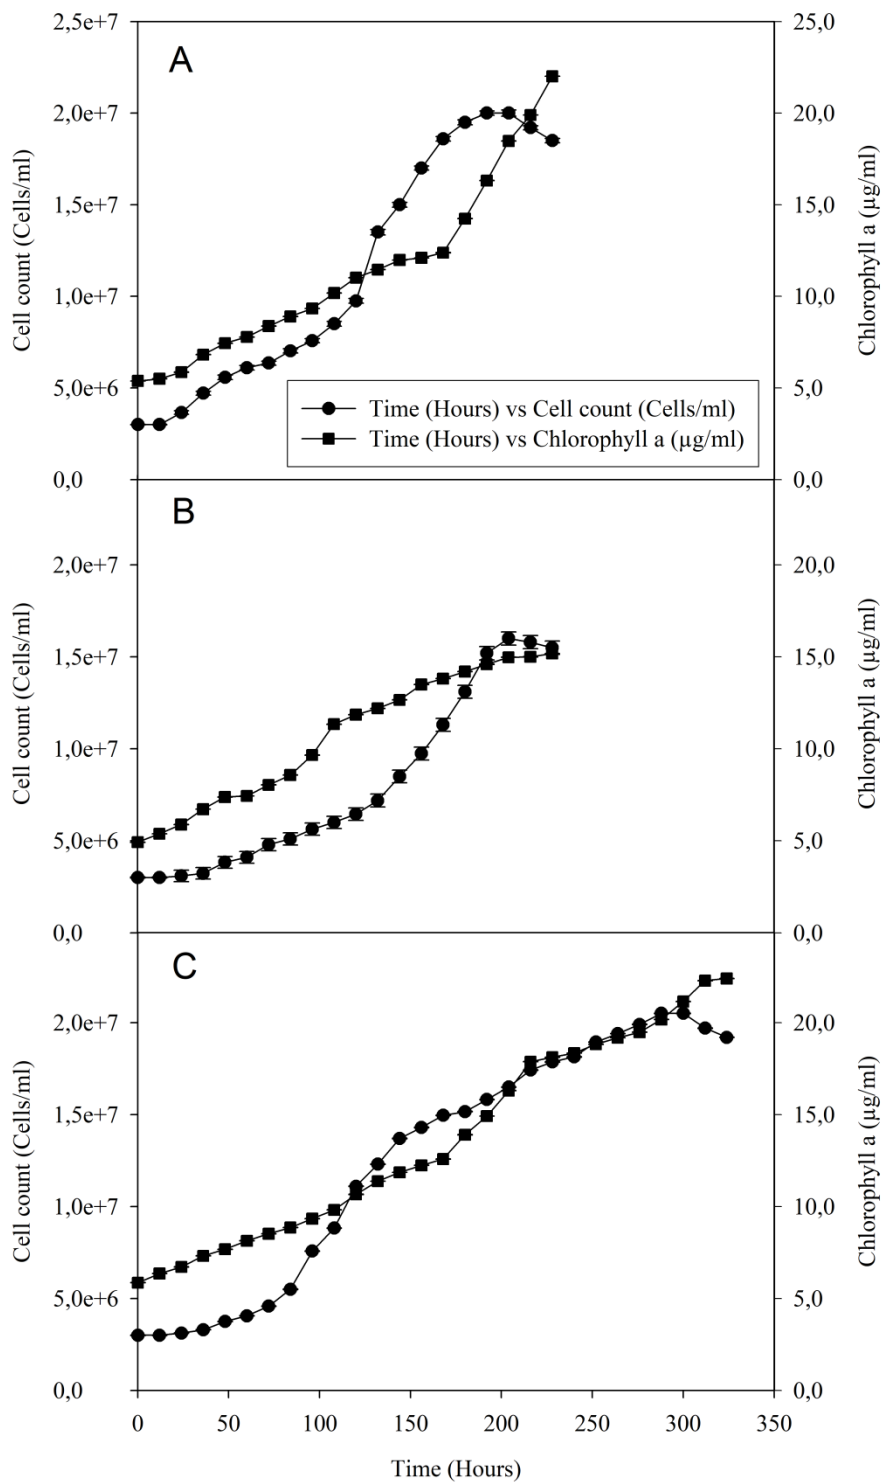 2,5e+7
25,0
A
2,0e+7
20,0
1,5e+7
15,0
Cell count (Cells/ml)
Chlorophyll a (µg/ml)
1,0e+7
10,0
5,0e+6
5,0
Time (Hours) vs Cell count (Cells/ml)
Time (Hours) vs Chlorophyll a (µg/ml)
0,0
0,0
B
2,0e+7
20,0
1,5e+7
15,0
Cell count (Cells/ml)
Chlorophyll a (µg/ml)
1,0e+7
10,0
5,0e+6
5,0
0,0
0,0
C
2,0e+7
20,0
1,5e+7
15,0
Cell count (Cells/ml)
Chlorophyll a (µg/ml)
1,0e+7
10,0
5,0e+6
5,0
0,0
0,0
0 50 100 150 200 250 300 350
Time (Hours)